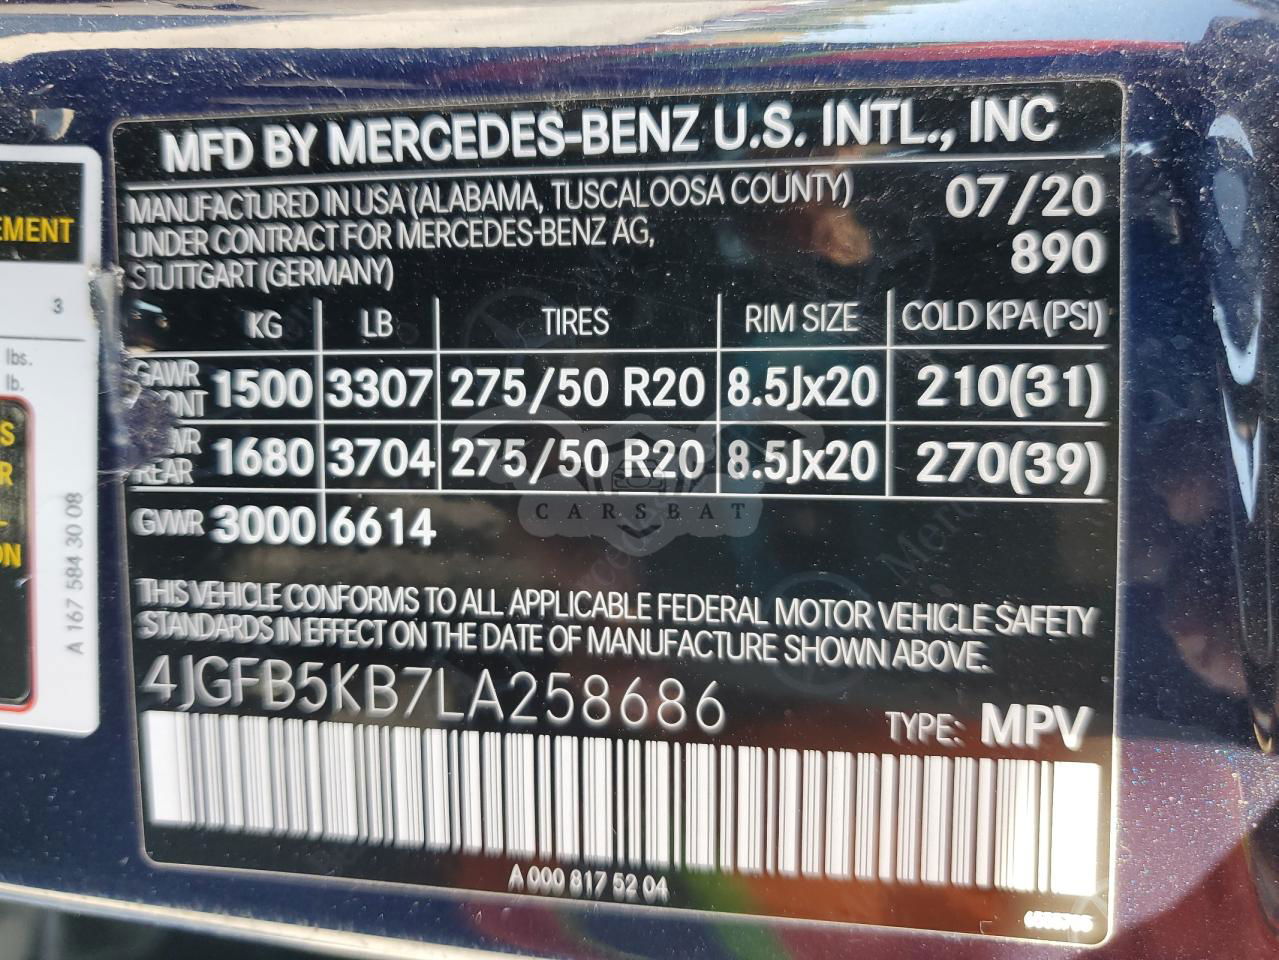 MFD BY MERCEDES-BENZ U.S. INTL., INC
MANUFACTURED IN USA (ALABAMA, TUSCALOOSA COUNTY) 07/20
UNDER CONTRACT FOR MERCEDES-BENZ AG, 890
STUTTGART (GERMANY)
KG LB TIRES RIM SIZE COLD KPA (PSI)
GAWR 1500 3307 275/50 R20 8.5Jx20 210(31)
REAR 1680 3704 275/50 R20 8.5Jx20 270(39)
GVWR 3000 6614
CARSBAT
THIS VEHICLE CONFORMS TO ALL APPLICABLE FEDERAL MOTOR VEHICLE SAFETY
STANDARDS IN EFFECT ON THE DATE OF MANUFACTURE SHOWN ABOVE.
4JGFB5KB7LA258686
TYPE: MPV
A 000 817 52 04
EMENT
3
lbs.
lb.
S
R
ON
A 167 584 30 08